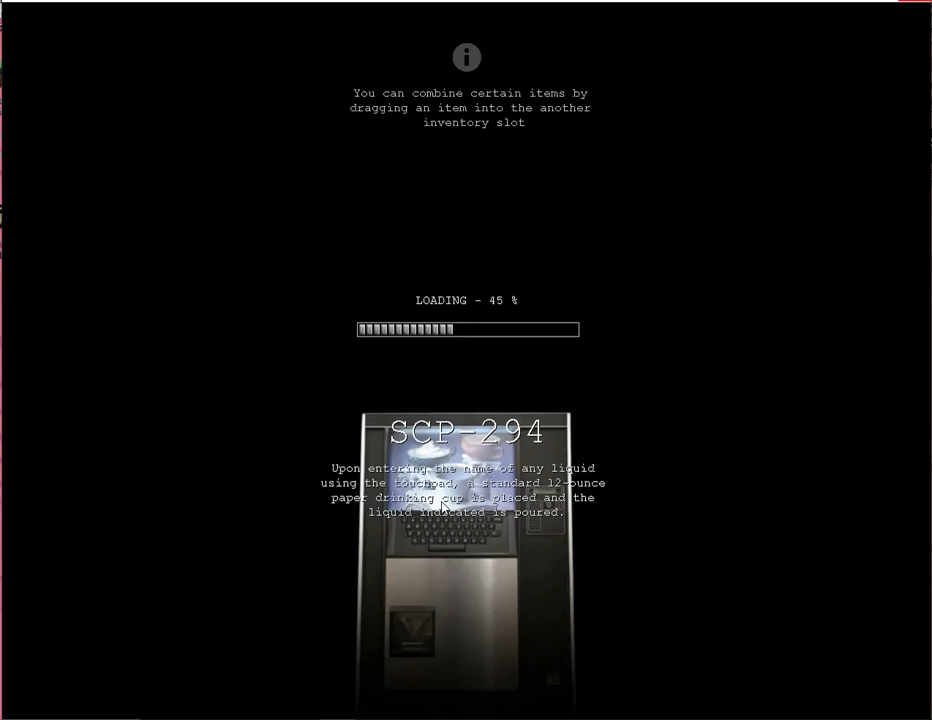 You can combine certain items by
dragging an item into the another
inventory slot
LOADING - 45 %
SCP-294
Upon entering the name of any liquid
using the touchpad, a standard 12-ounce
paper drinking cup is placed and the
liquid indicated is poured.